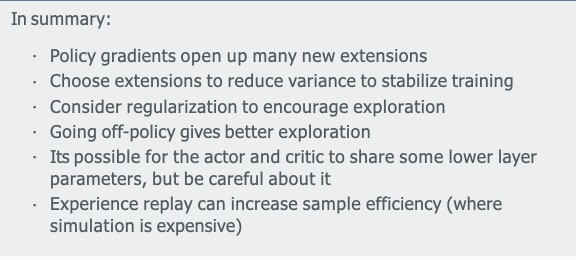 In summary:
· Policy gradients open up many new extensions
· Choose extensions to reduce variance to stabilize training
· Consider regularization to encourage exploration
· Going off-policy gives better exploration
· Its possible for the actor and critic to share some lower layer
parameters, but be careful about it
· Experience replay can increase sample efficiency (where
simulation is expensive)